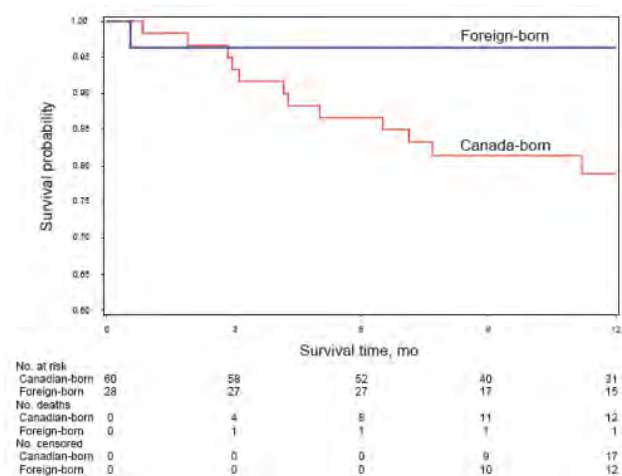 1.00
Foreign-born
0.95
0.90
0.85
Canada-born
0.80
0.75
0.70
0.65
0.60
Survival probability
0 3 6 9 12
Survival time, mo
No. at risk
Canadian-born 60 58 52 40 31
Foreign-born 28 27 27 17 15
No. deaths
Canadian-born 0 4 8 11 12
Foreign-born 0 1 1 1 1
No. censored
Canadian-born 0 0 0 9 17
Foreign-born 0 0 0 10 12